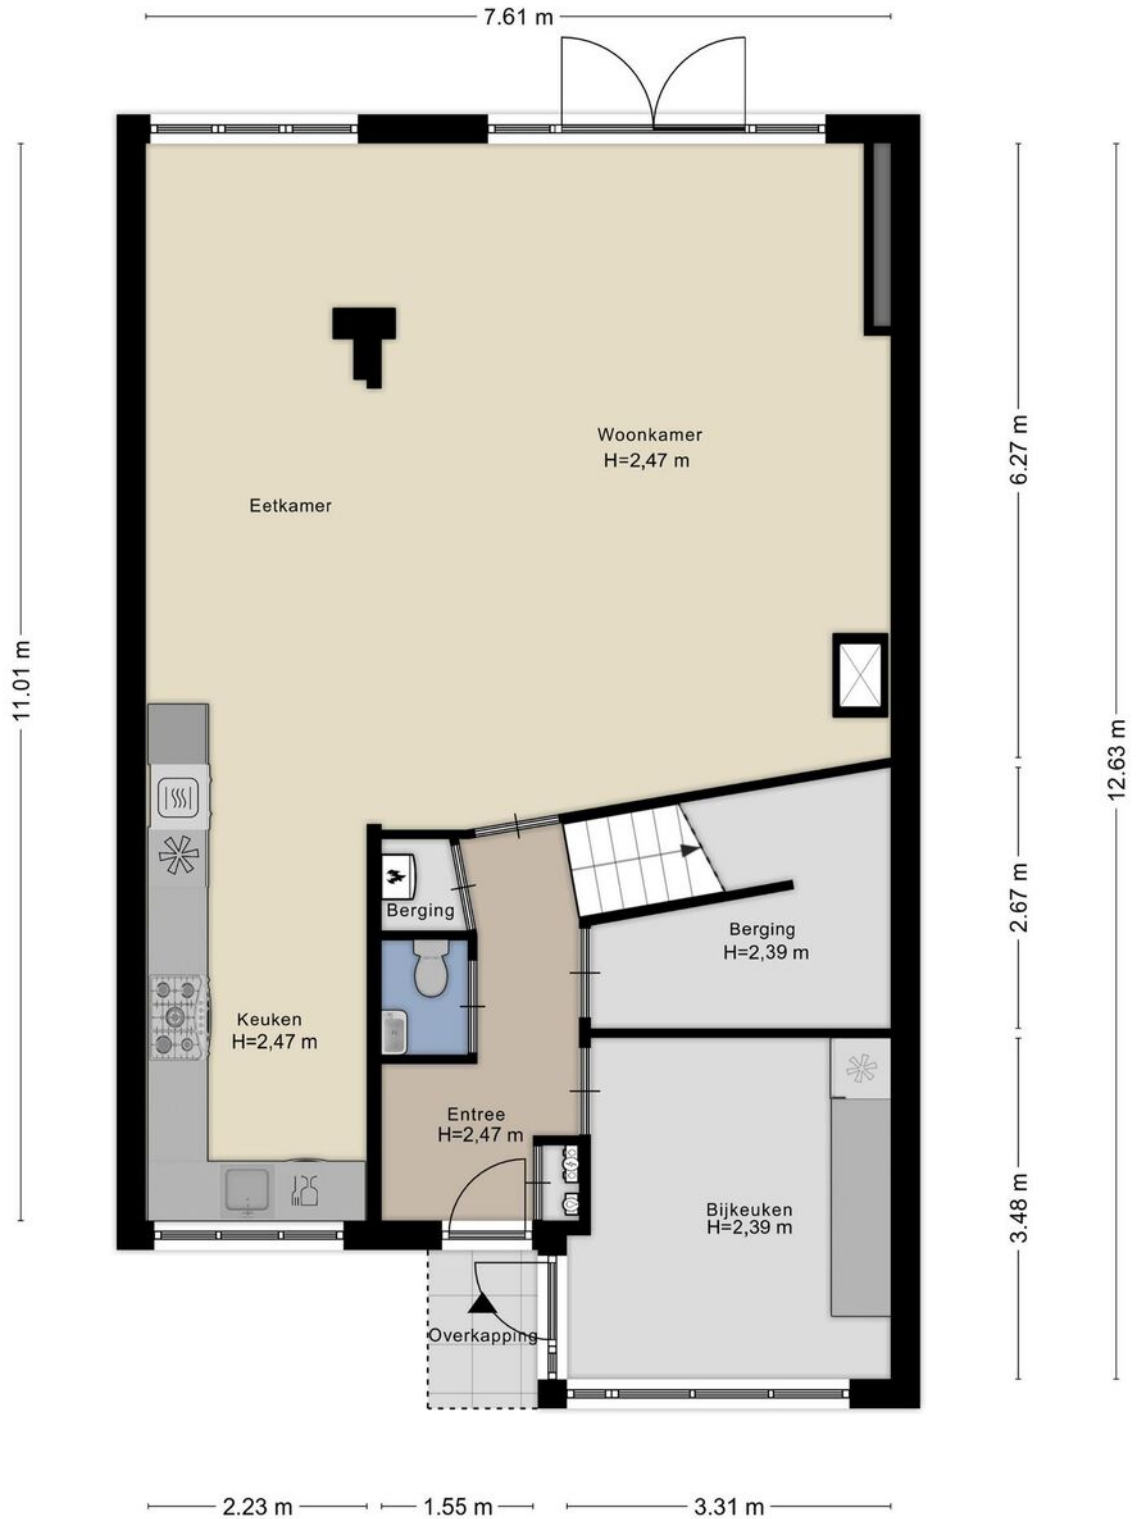 7.61 m
Woonkamer
H=2,47 m
6.27 m
Eetkamer
11.01 m
12.63 m
Berging
2.67 m
Berging
H=2,39 m
Keuken
H=2,47 m
Entree
H=2,47 m
3.48 m
Bijkeuken
H=2,39 m
Overkapping
2.23 m
1.55 m
3.31 m